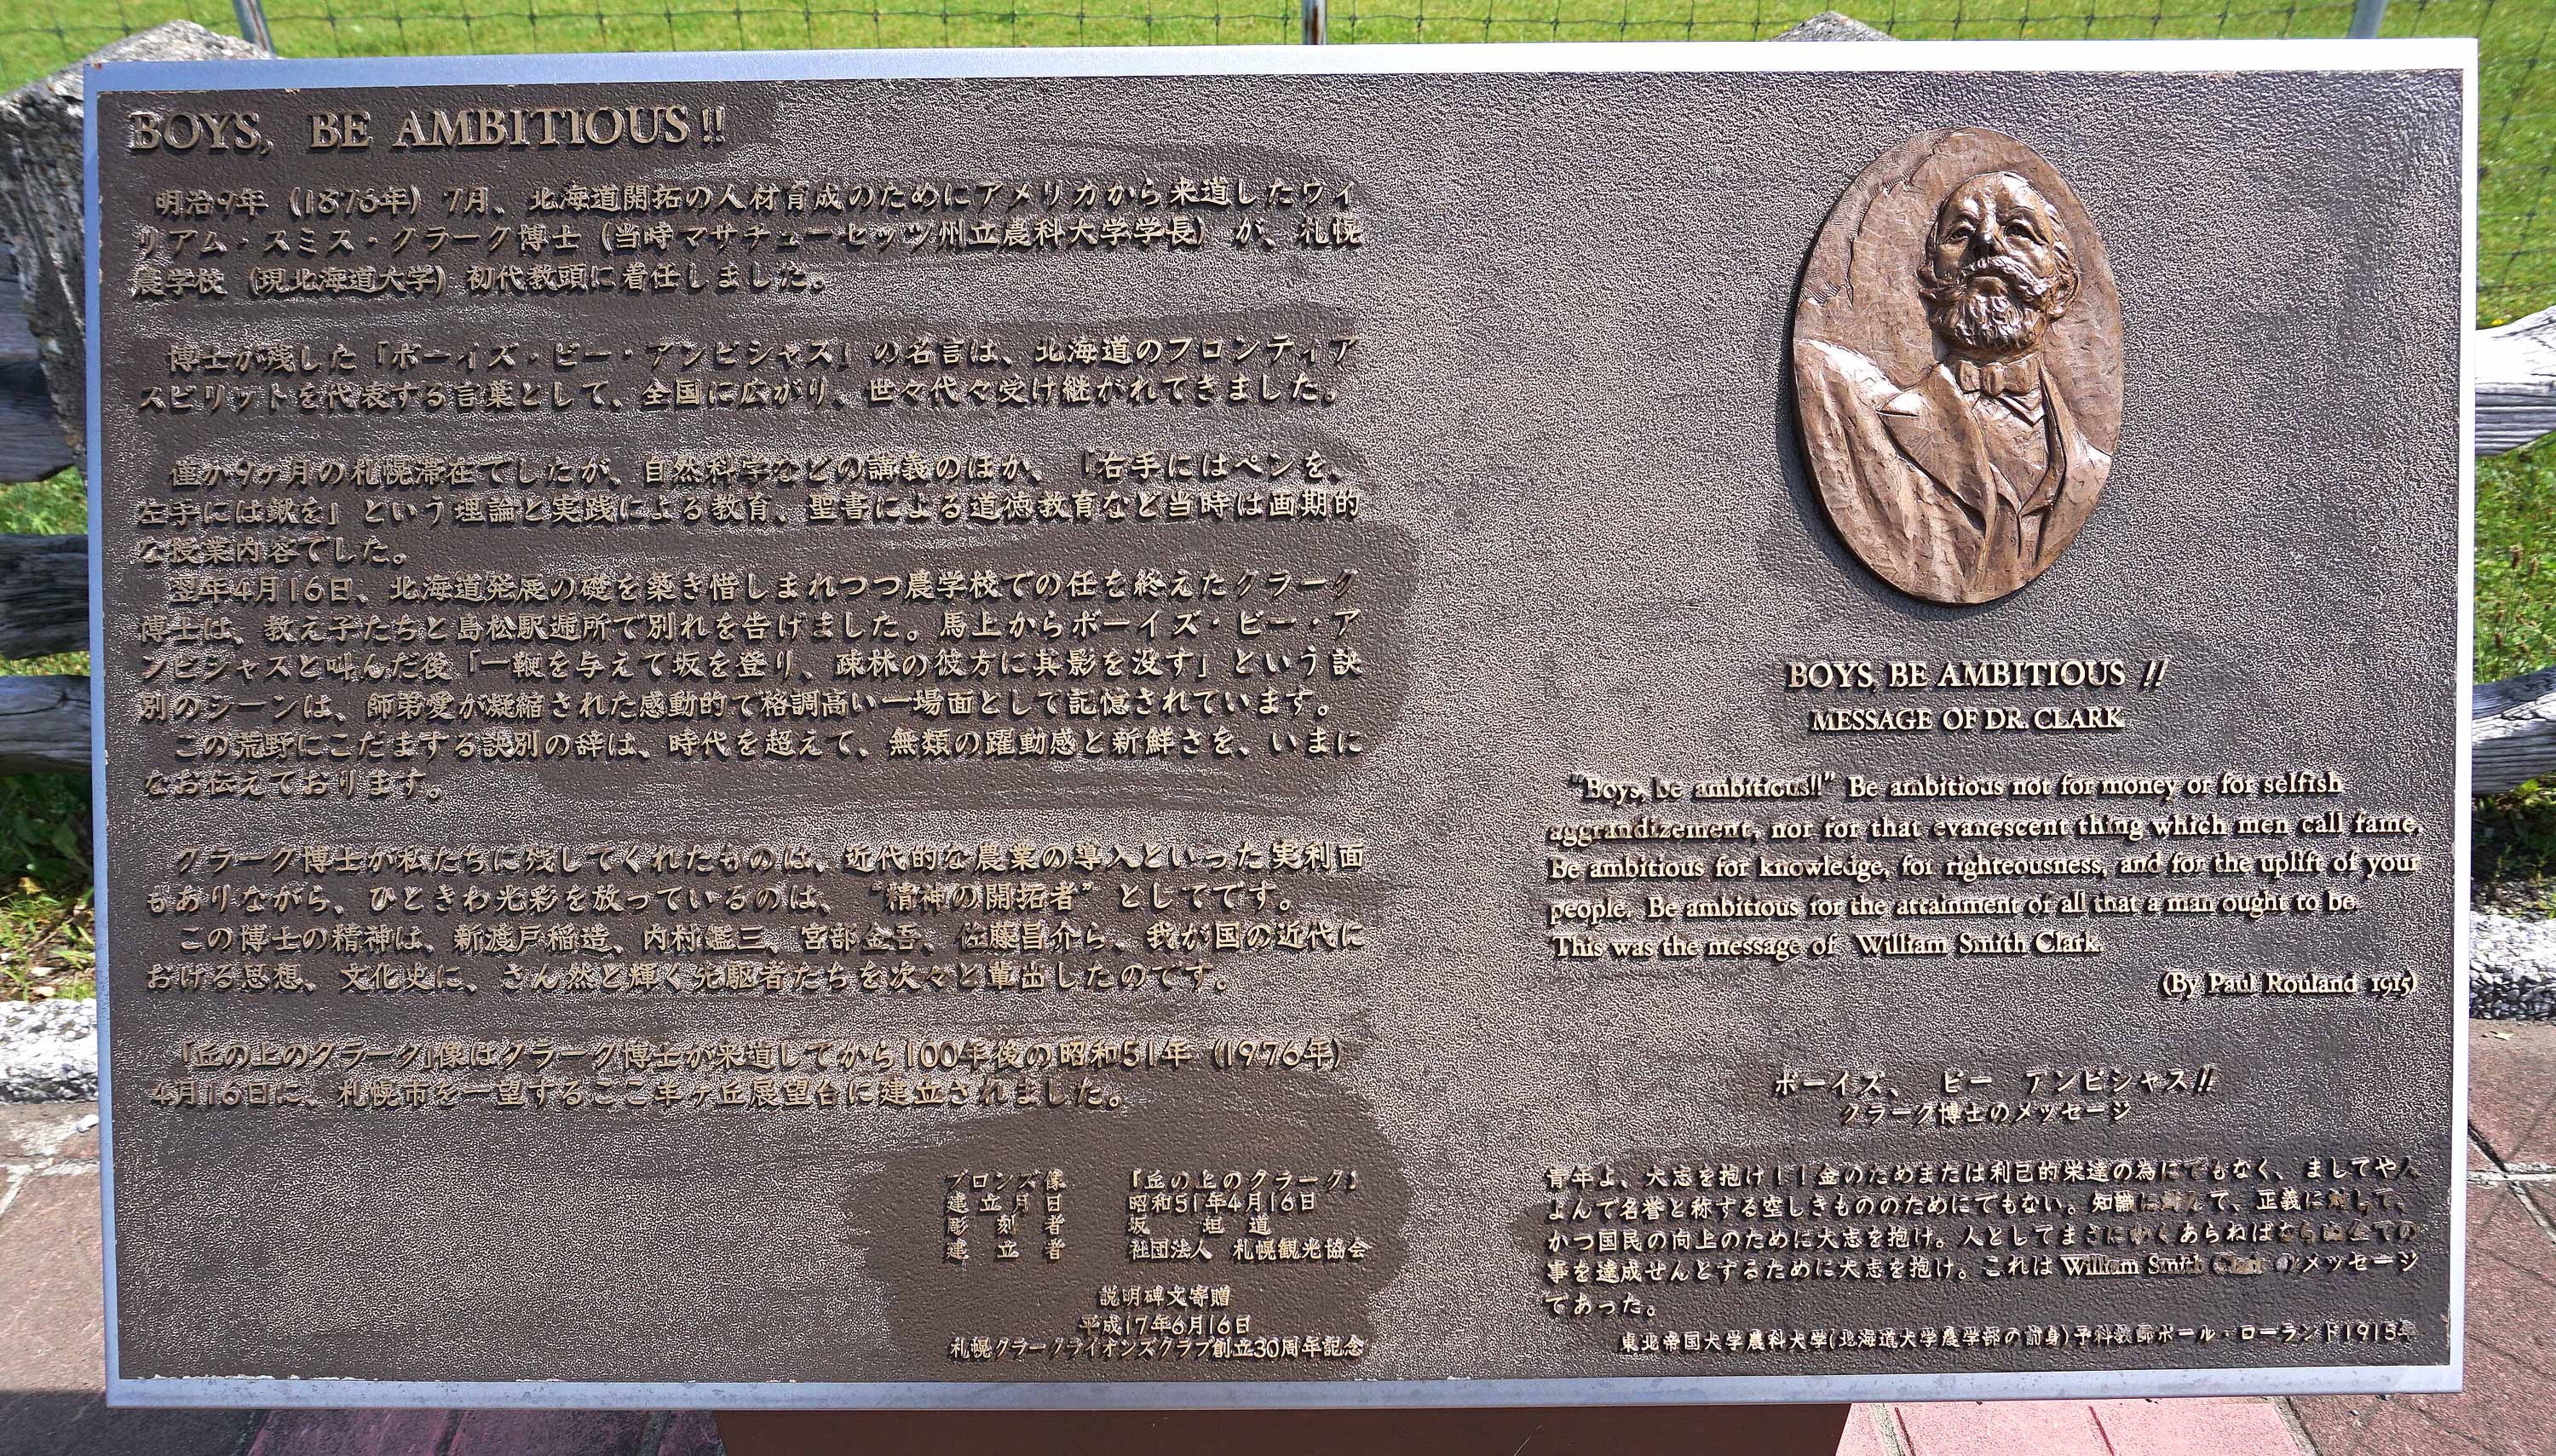 BOYS, BE AMBITIOUS!!
明治9年（1876年）7月、北海道開拓の人材育成のためにアメリカから来道したウイ
リアム・スミス・クラーク博士（当時マサチューセッツ州立農科大学学長）が、札幌
農学校（現北海道大学）初代教頭に着任しました。
博士が残した「ボーイズ・ビー・アンビシャス」の名言は、北海道のフロンティア
スピリットを代表する言葉として、全国に広がり、世々代々受け継がれてきました。
僅か9ヶ月の札幌滞在でしたが、自然科学などの講義のほか、「右手にはペンを、
左手には鍬を」という理論と実践による教育、聖書による道徳教育など当時は画期的
な授業内容でした。
翌年4月16日、北海道発展の礎を築き惜しまれつつ農学校での任を終えたクラーク
博士は、教え子たちと島松駅逓所で別れを告げました。馬上からボーイズ・ビー・ア
ンビシャスと叫んだ後「一鞭を与えて坂を登り、疎林の彼方に其影を没す」という訣
別のシーンは、師弟愛が凝縮された感動的で格調高い一場面として記憶されています。
この荒野にこだまする訣別の辞は、時代を超えて、無類の躍動感と新鮮さを、いまに
なお伝えております。
クラーク博士が私たちに残してくれたものは、近代的な農業の導入といった実利面
もありながら、ひときわ光彩を放っているのは、“精神の開拓者”としてです。
この博士の精神は、新渡戸稲造、内村鑑三、宮部金吾、佐藤昌介ら、我が国の近代に
おける思想、文化史に、さん然と輝く先駆者たちを次々と輩出したのです。
「丘の上のクラーク」像はクラーク博士が来道してから100年後の昭和51年（1976年）
4月16日に、札幌市を一望するここ羊ヶ丘展望台に建立されました。
ブロンズ像 『丘の上のクラーク』
建立月日 昭和51年4月16日
彫刻者 坂 坦道
建立者 社団法人 札幌観光協会
説明碑文寄贈
平成17年6月16日
札幌クラークライオンズクラブ創立30周年記念
BOYS, BE AMBITIOUS !!
MESSAGE OF DR. CLARK
“Boys, be ambitious!!” Be ambitious not for money or for selfish
aggrandizement, nor for that evanescent thing which men call fame.
Be ambitious for knowledge, for righteousness, and for the uplift of your
people. Be ambitious for the attainment of all that a man ought to be.
This was the message of William Smith Clark.
(By Paul Rouland 1915)
ボーイズ、 ビー アンビシャス!!
クラーク博士のメッセージ
青年よ、大志を抱け！！金のためまたは利己的栄達の為にでもなく、ましてや人
よんで名誉と称する空しきもののためにでもない。知識に対して、正義に対して、
かつ国民の向上のために大志を抱け。人としてまさにかくあらねばならぬ全ての
事を達成せんとするために大志を抱け。これはWilliam Smith Clarkのメッセージ
であった。
東北帝国大学農科大学(北海道大学農学部の前身)予科教師ポール・ローランド1915年